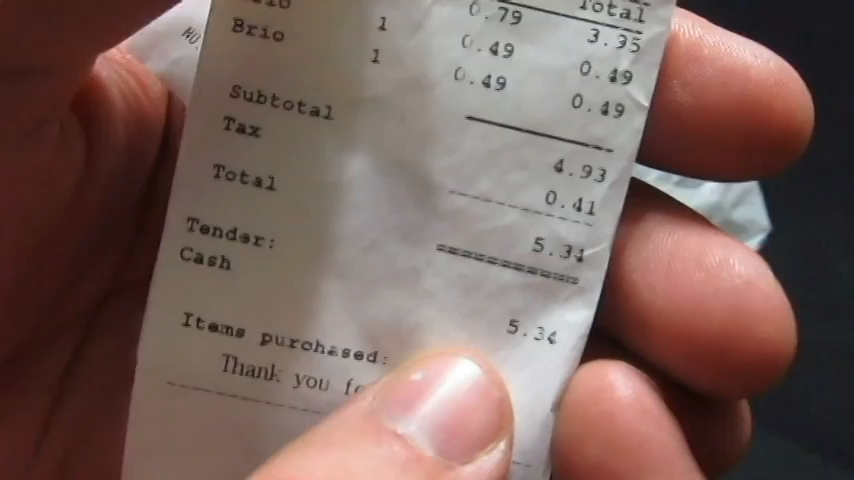 0.79 Total
Brio 1 0.49 3.95
1 0.49 0.49
0.49
Subtotal
Tax 4.93
Total 0.41
Tender: 5.34
Cash
5.34
Items purchased:
Thank you